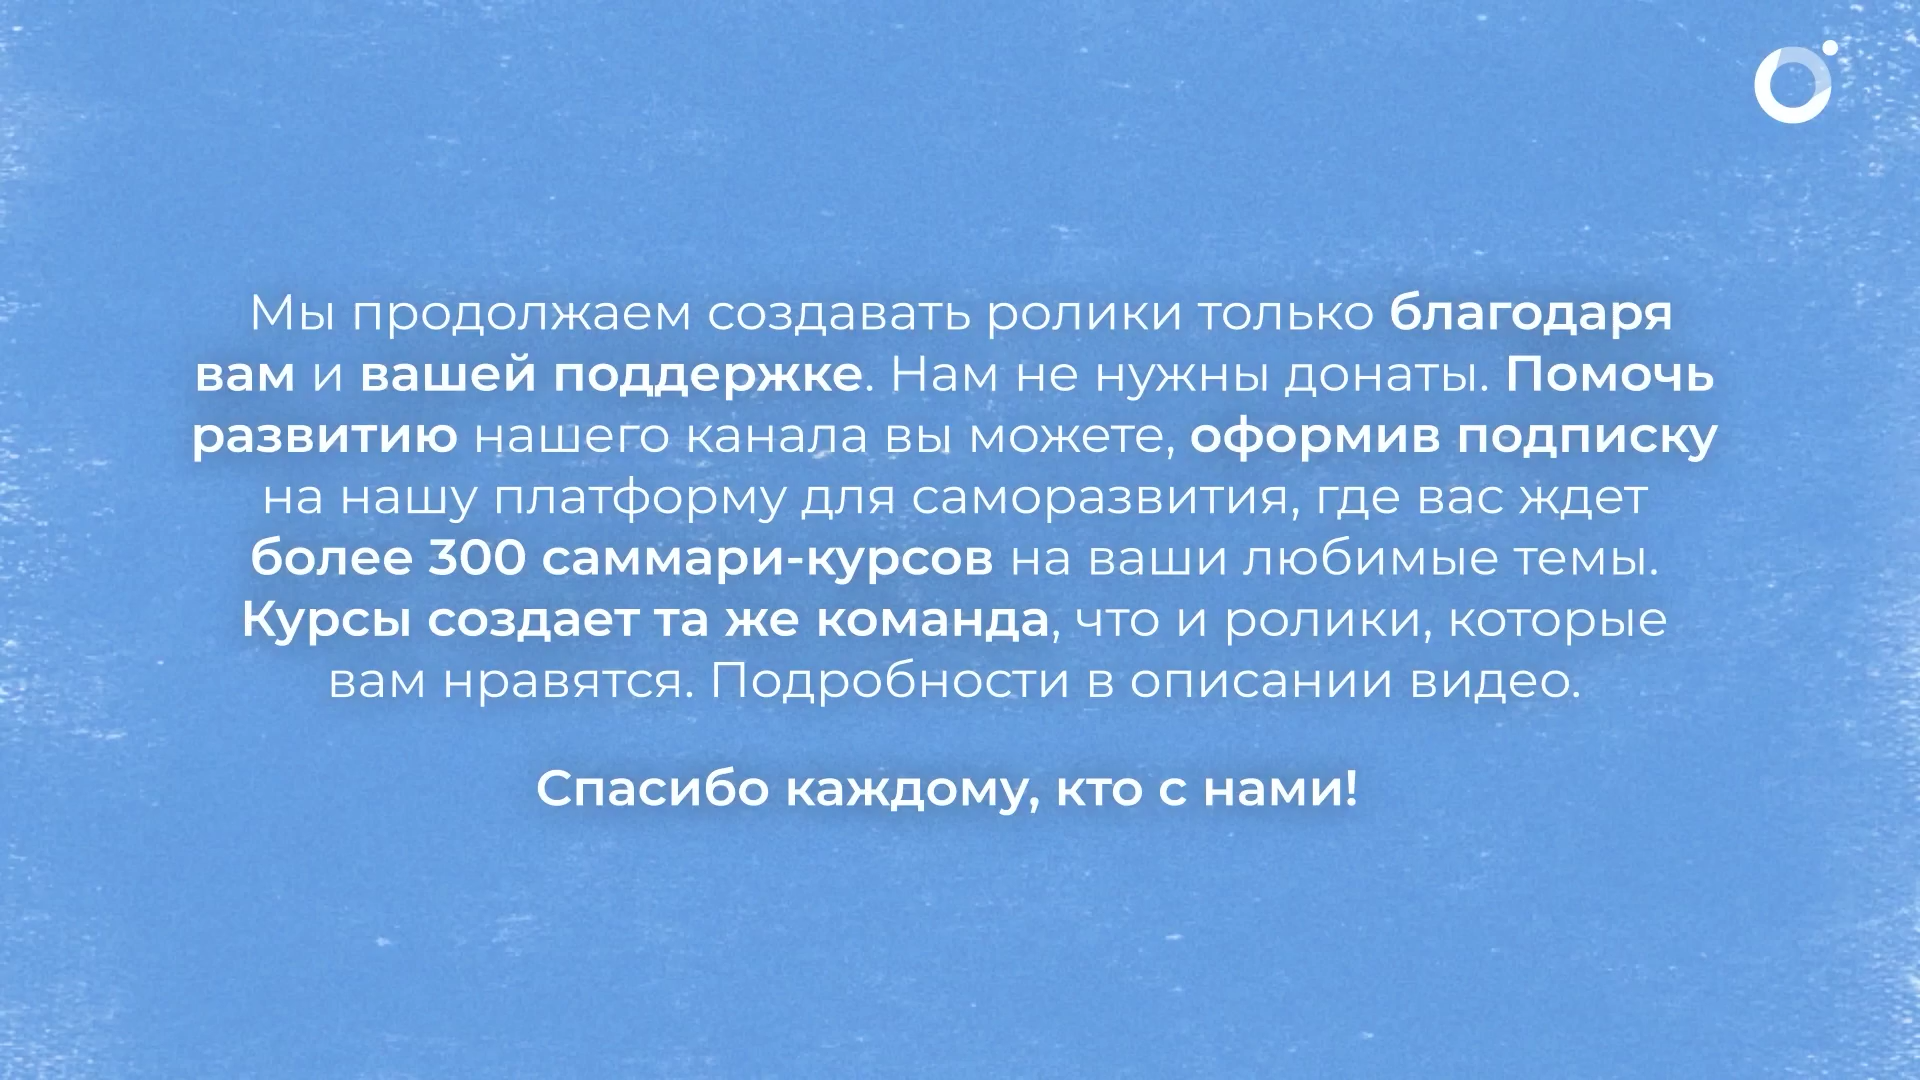 Мы продолжаем создавать ролики только благодаря
вам и вашей поддержке. Нам не нужны донаты. Помочь
развитию нашего канала вы можете, оформив подписку
на нашу платформу для саморазвития, где вас ждет
более 300 саммари-курсов на ваши любимые темы.
Курсы создает та же команда, что и ролики, которые
вам нравятся. Подробности в описании видео.
Спасибо каждому, кто с нами!